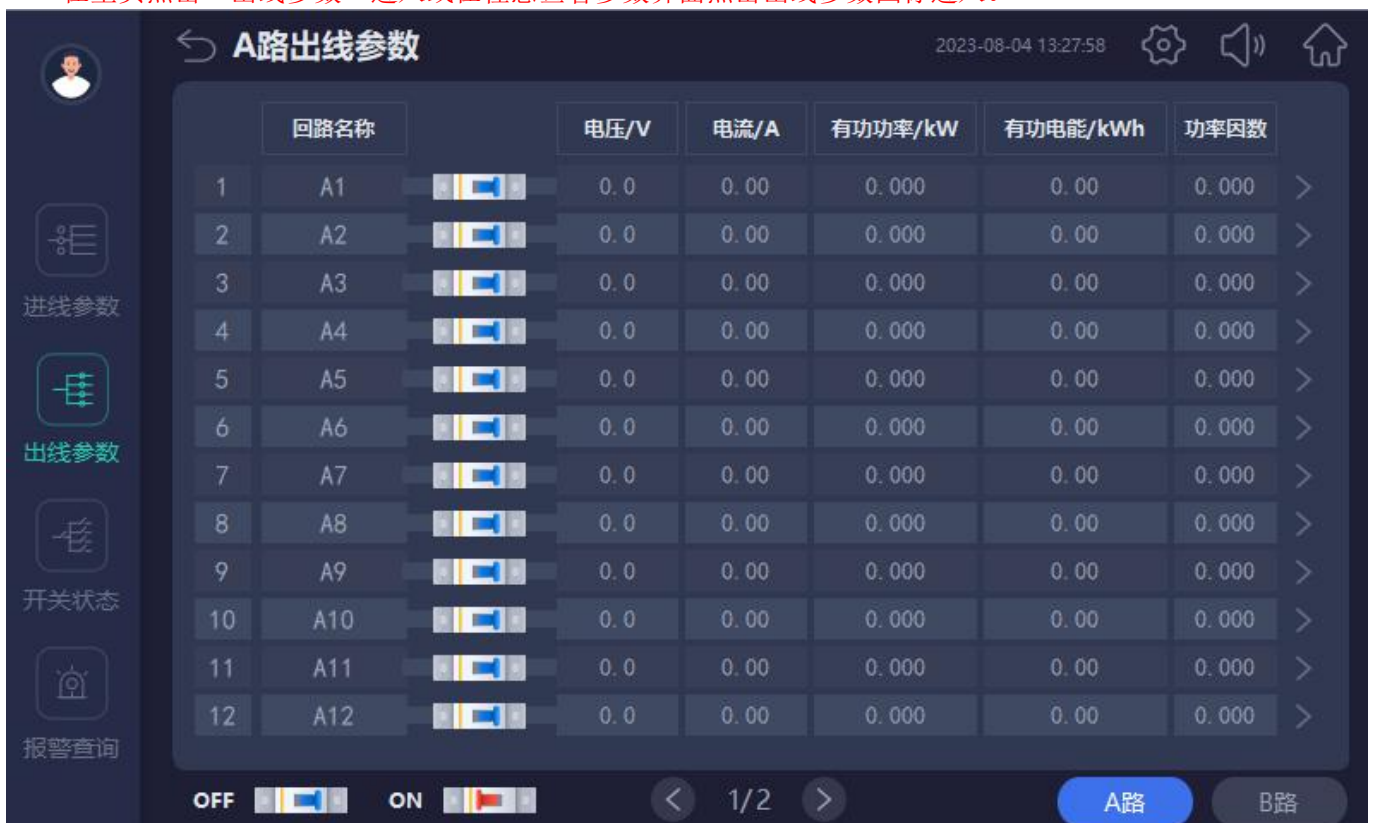 A路出线参数
2023-08-04 13:27:58
回路名称 电压/V 电流/A 有功功率/kW 有功电能/kWh 功率因数
1 A1 0.0 0.00 0.000 0.00 0.000 >
2 A2 0.0 0.00 0.000 0.00 0.000 >
3 A3 0.0 0.00 0.000 0.00 0.000 >
4 A4 0.0 0.00 0.000 0.00 0.000 >
5 A5 0.0 0.00 0.000 0.00 0.000 >
6 A6 0.0 0.00 0.000 0.00 0.000 >
7 A7 0.0 0.00 0.000 0.00 0.000 >
8 A8 0.0 0.00 0.000 0.00 0.000 >
9 A9 0.0 0.00 0.000 0.00 0.000 >
10 A10 0.0 0.00 0.000 0.00 0.000 >
11 A11 0.0 0.00 0.000 0.00 0.000 >
12 A12 0.0 0.00 0.000 0.00 0.000 >
进线参数
出线参数
开关状态
报警查询
OFF ON < 1/2 > A路 B路